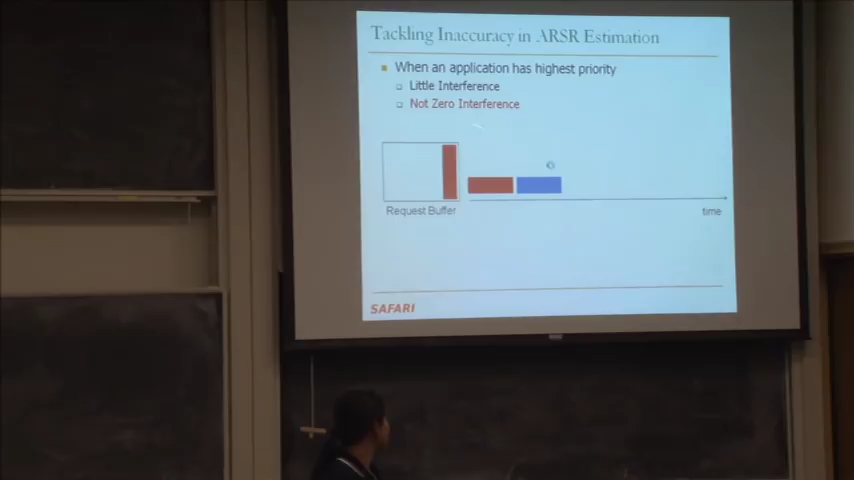 Tackling Inaccuracy in ARSR Estimation
When an application has highest priority
Little Interference
Not Zero Interference
Request Buffer
time
SAFARI